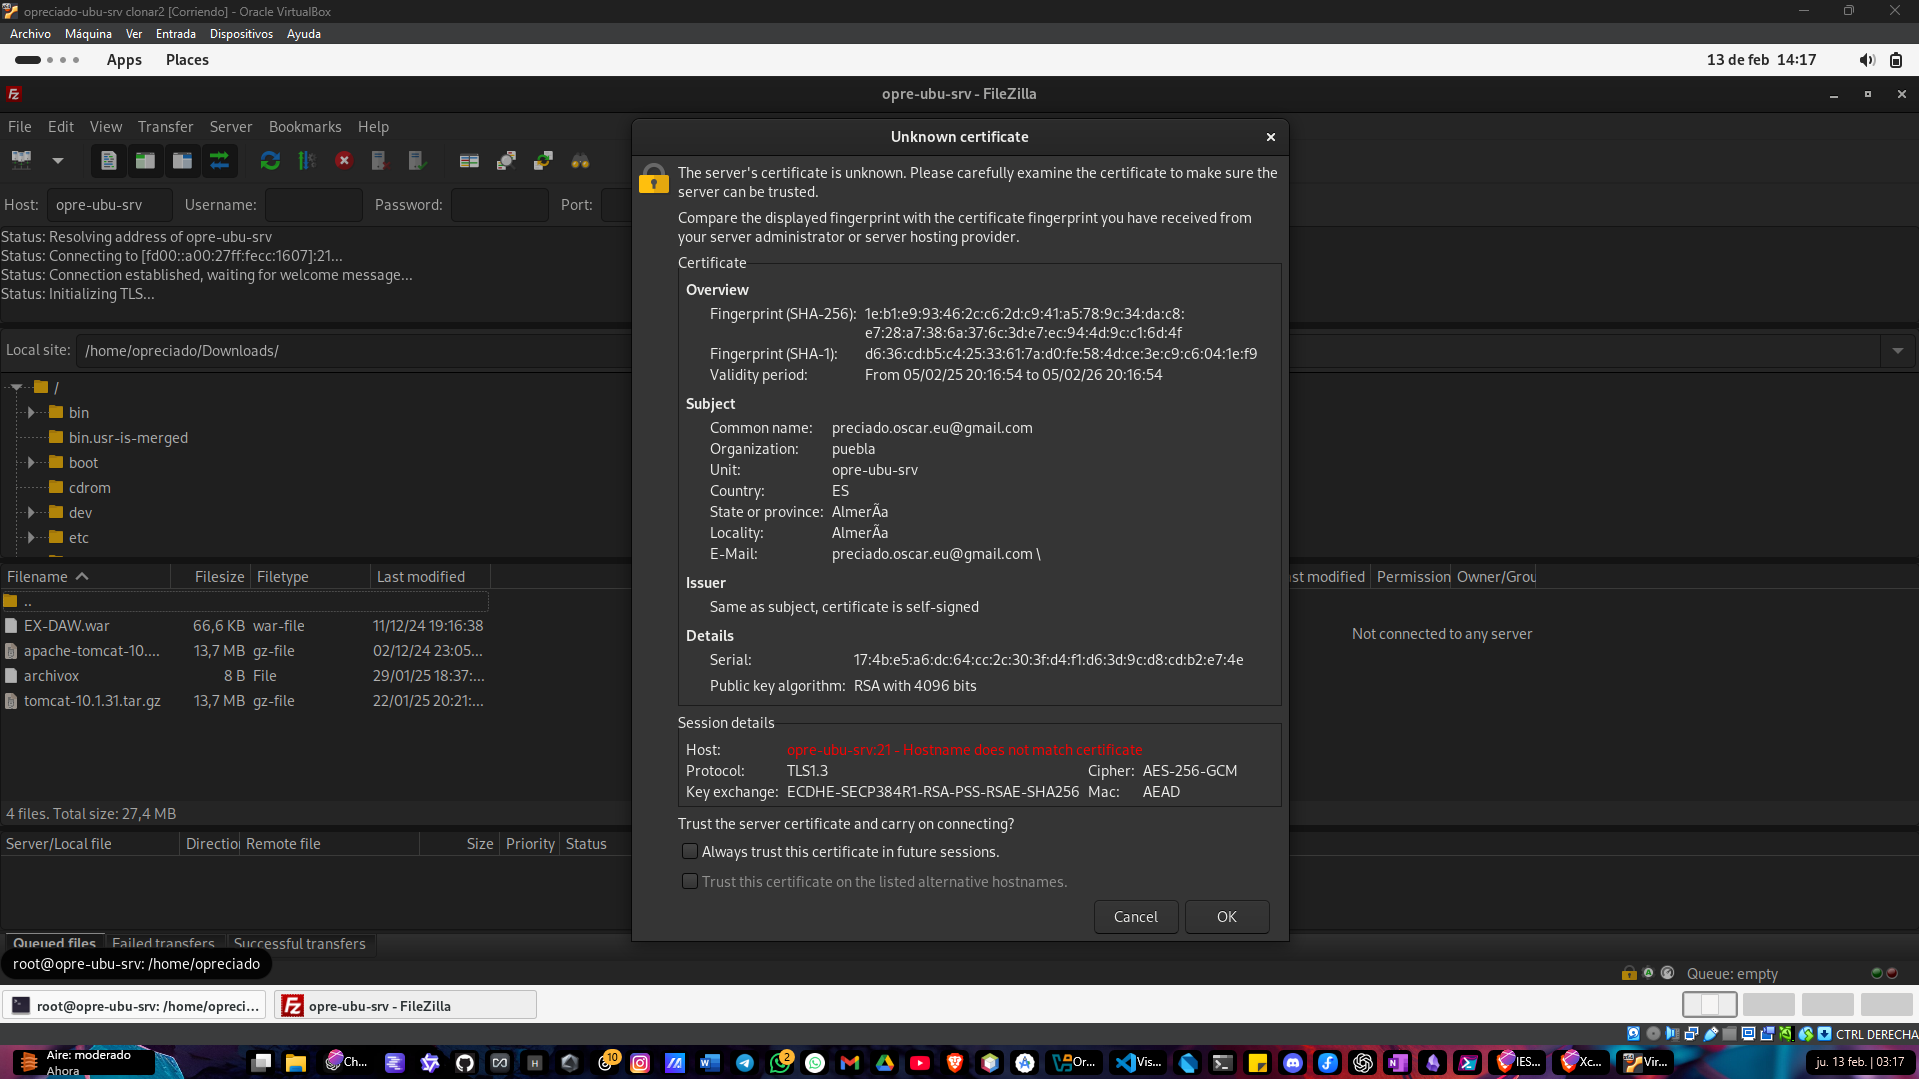 opreciado-ubu-srv clonar2 [Corriendo] - Oracle VirtualBox
Archivo Máquina Ver Entrada Dispositivos Ayuda
Apps Places 13 de feb 14:17
opre-ubu-srv - FileZilla
File Edit View Transfer Server Bookmarks Help
Host: opre-ubu-srv Username: Password: Port:
Status: Resolving address of opre-ubu-srv
Status: Connecting to [fd00::a00:27ff:fecc:1607]:21...
Status: Connection established, waiting for welcome message...
Status: Initializing TLS...
Local site: /home/opreciado/Downloads/
/
bin
bin.usr-is-merged
boot
cdrom
dev
etc
Filename Filesize Filetype Last modified
..
EX-DAW.war 66,6 KB war-file 11/12/24 19:16:38
apache-tomcat-10.... 13,7 MB gz-file 02/12/24 23:05...
archivox 8 B File 29/01/25 18:37:...
tomcat-10.1.31.tar.gz 13,7 MB gz-file 22/01/25 20:21:...
4 files. Total size: 27,4 MB
Server/Local file Directio Remote file Size Priority Status
Unknown certificate
The server's certificate is unknown. Please carefully examine the certificate to make sure the
server can be trusted.
Compare the displayed fingerprint with the certificate fingerprint you have received from
your server administrator or server hosting provider.
Certificate
Overview
Fingerprint (SHA-256): 1e:b1:e9:93:46:2c:c6:2d:c9:41:a5:78:9c:34:da:c8:
e7:28:a7:38:6a:37:6c:3d:e7:ec:94:4d:9c:c1:6d:4f
Fingerprint (SHA-1): d6:36:cd:b5:c4:25:33:61:7a:d0:fe:58:4d:ce:3e:c9:c6:04:1e:f9
Validity period: From 05/02/25 20:16:54 to 05/02/26 20:16:54
Subject
Common name: preciado.oscar.eu@gmail.com
Organization: puebla
Unit: opre-ubu-srv
Country: ES
State or province: AlmerÃa
Locality: AlmerÃa
E-Mail: preciado.oscar.eu@gmail.com \
Issuer
Same as subject, certificate is self-signed
Details
Serial: 17:4b:e5:a6:dc:64:cc:2c:30:3f:d4:f1:d6:3d:9c:d8:cd:b2:e7:4e
Public key algorithm: RSA with 4096 bits
Session details
Host: opre-ubu-srv:21 - Hostname does not match certificate
Protocol: TLS1.3 Cipher: AES-256-GCM
Key exchange: ECDHE-SECP384R1-RSA-PSS-RSAE-SHA256 Mac: AEAD
Trust the server certificate and carry on connecting?
Always trust this certificate in future sessions.
Trust this certificate on the listed alternative hostnames.
Cancel OK
ast modified Permission Owner/Grou
Not connected to any server
Queued files Failed transfers Successful transfers
root@opre-ubu-srv: /home/opreciado
Queue: empty
root@opre-ubu-srv: /home/opreci... opre-ubu-srv - FileZilla
CTRL DERECHA
Aire: moderado
Ahora
Ch... 10 2 Or... Vis... IES... Xc... Vir... ju. 13 feb. | 03:17